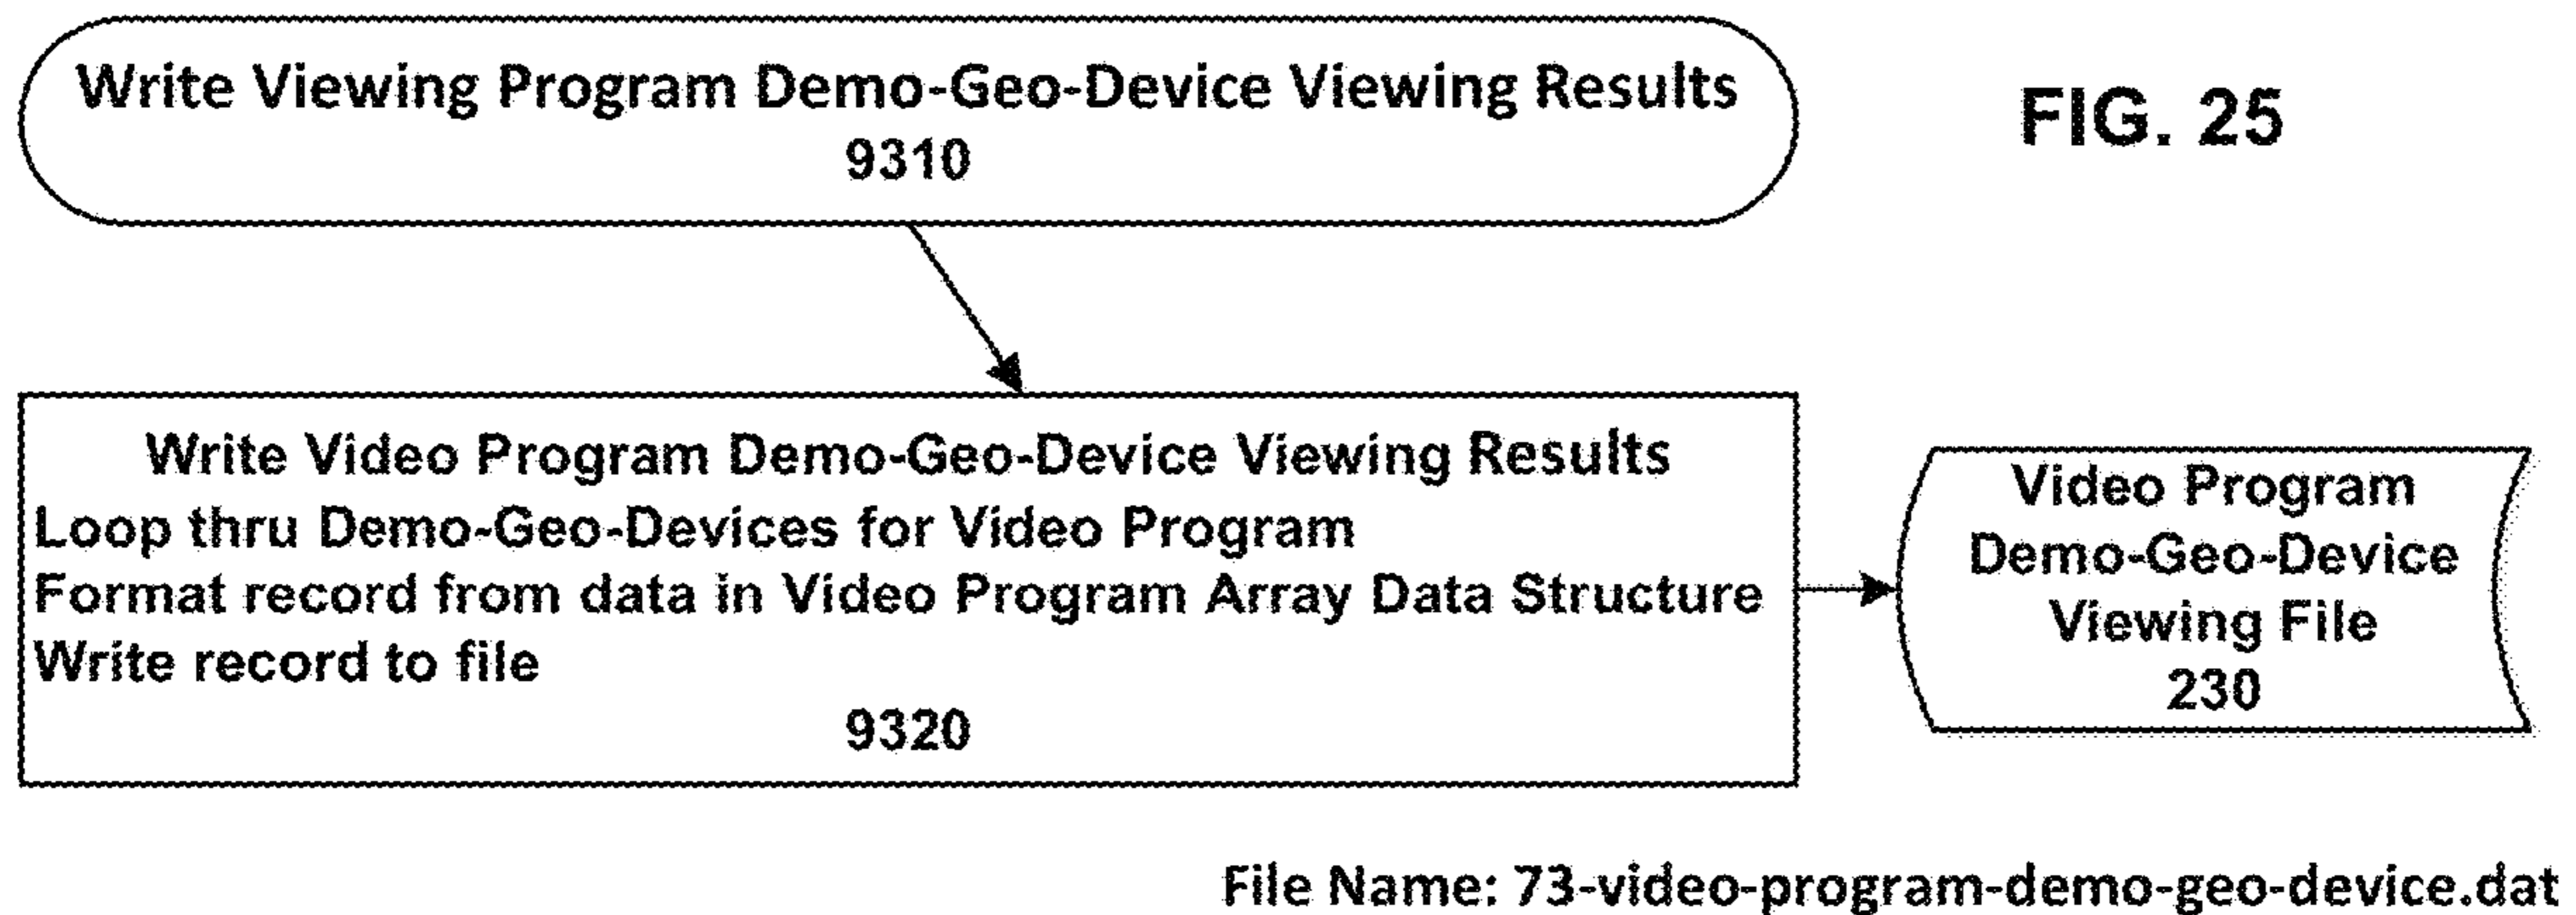 Write Viewing Program Demo-Geo-Device Viewing Results
9310
FIG. 25
Write Video Program Demo-Geo-Device Viewing Results
Loop thru Demo-Geo-Devices for Video Program
Format record from data in Video Program Array Data Structure
Write record to file
9320
Video Program
Demo-Geo-Device
Viewing File
230
File Name: 73-video-program-demo-geo-device.dat